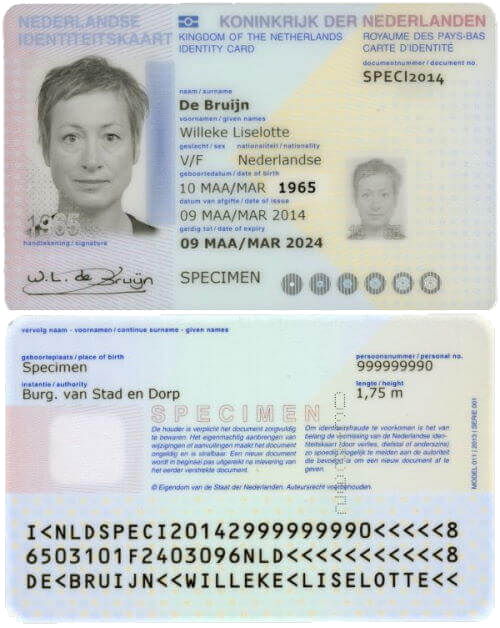 NEDERLANDSE KONINKRIJK DER NEDERLANDEN
IDENTITEITSKAART KINGDOM OF THE NETHERLANDS ROYAUME DES PAYS-BAS
IDENTITY CARD CARTE D'IDENTITÉ
documentnummer / document no.
SPECI2014
naam / surname
De Bruijn
voornamen / given names
Willeke Liselotte
geslacht / sex nationaliteit / nationality
V/F Nederlandse
geboortedatum / date of birth
10 MAA/MAR 1965
datum van afgifte / date of issue
09 MAA/MAR 2014
geldig tot / date of expiry
09 MAA/MAR 2024
1965
handtekening / signature
W.L. de Bruijn
SPECIMEN
vervolg naam - voornamen / continue surname - given names
geboorteplaats / place of birth persoonsnummer / personal no.
Specimen 999999990
instantie / authority lengte / height
Burg. van Stad en Dorp 1,75 m
SPECIMEN
De houder is verplicht het document zorgvuldig
te bewaren. Het eigenmachtig aanbrengen van
wijzigingen of aanvullingen maakt het document
ongeldig en is strafbaar. Een nieuw document
wordt in beginsel pas uitgereikt na inlevering van
het eerder verstrekte document.
Om identiteitsfraude te voorkomen is het van
belang de vermissing van de Nederlandse iden-
titeitskaart (door verlies, diefstal of anderszins)
zo spoedig mogelijk te melden aan de autoriteit
die bevoegd is om een nieuw document af te
geven.
© Eigendom van de Staat der Nederlanden. Auteursrecht voorbehouden.
MODEL 011 / 2013 / SERIE 001
I<NLDSPECI20142999999990<<<<<8
6503101F2403096NLD<<<<<<<<<<<8
DE<BRUIJN<<WILLEKE<LISELOTTE<<